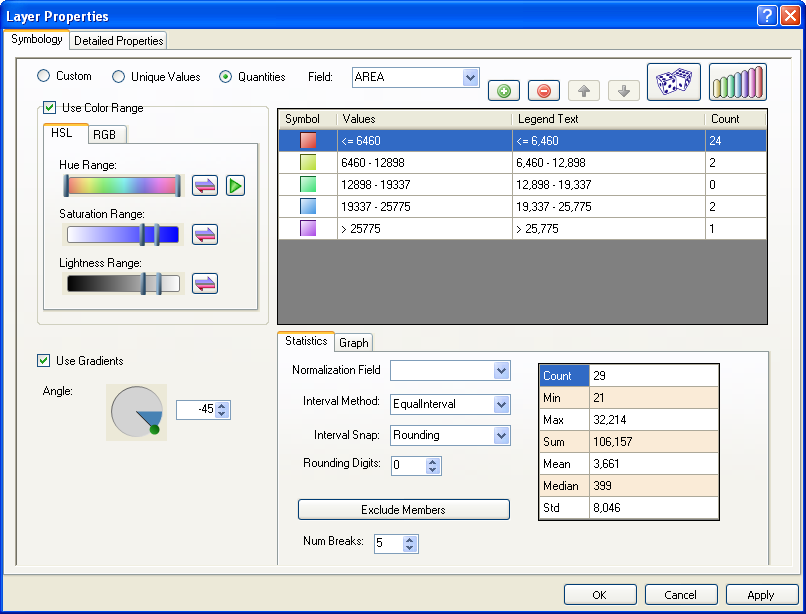 Layer Properties
Symbology Detailed Properties
Custom Unique Values Quantities Field: AREA
Use Color Range
HSL RGB
Hue Range:
Saturation Range:
Lightness Range:
Symbol Values Legend Text Count
<= 6460 <= 6,460 24
6460 - 12898 6,460 - 12,898 2
12898 - 19337 12,898 - 19,337 0
19337 - 25775 19,337 - 25,775 2
> 25775 > 25,775 1
Use Gradients
Angle: -45
Statistics Graph
Normalization Field
Interval Method: EqualInterval
Interval Snap: Rounding
Rounding Digits: 0
Exclude Members
Num Breaks: 5
Count 29
Min 21
Max 32,214
Sum 106,157
Mean 3,661
Median 399
Std 8,046
OK Cancel Apply